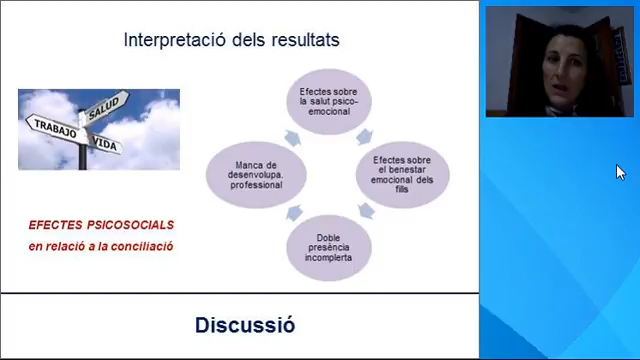 Interpretació dels resultats
SALUD
TRABAJO
VIDA
Efectes sobre
la salut psico-
emocional
Manca de
desenvolupa.
professional
Efectes sobre
el benestar
emocional dels
fills
Doble
presència
incomplerta
EFECTES PSICOSOCIALS
en relació a la conciliació
Discussió